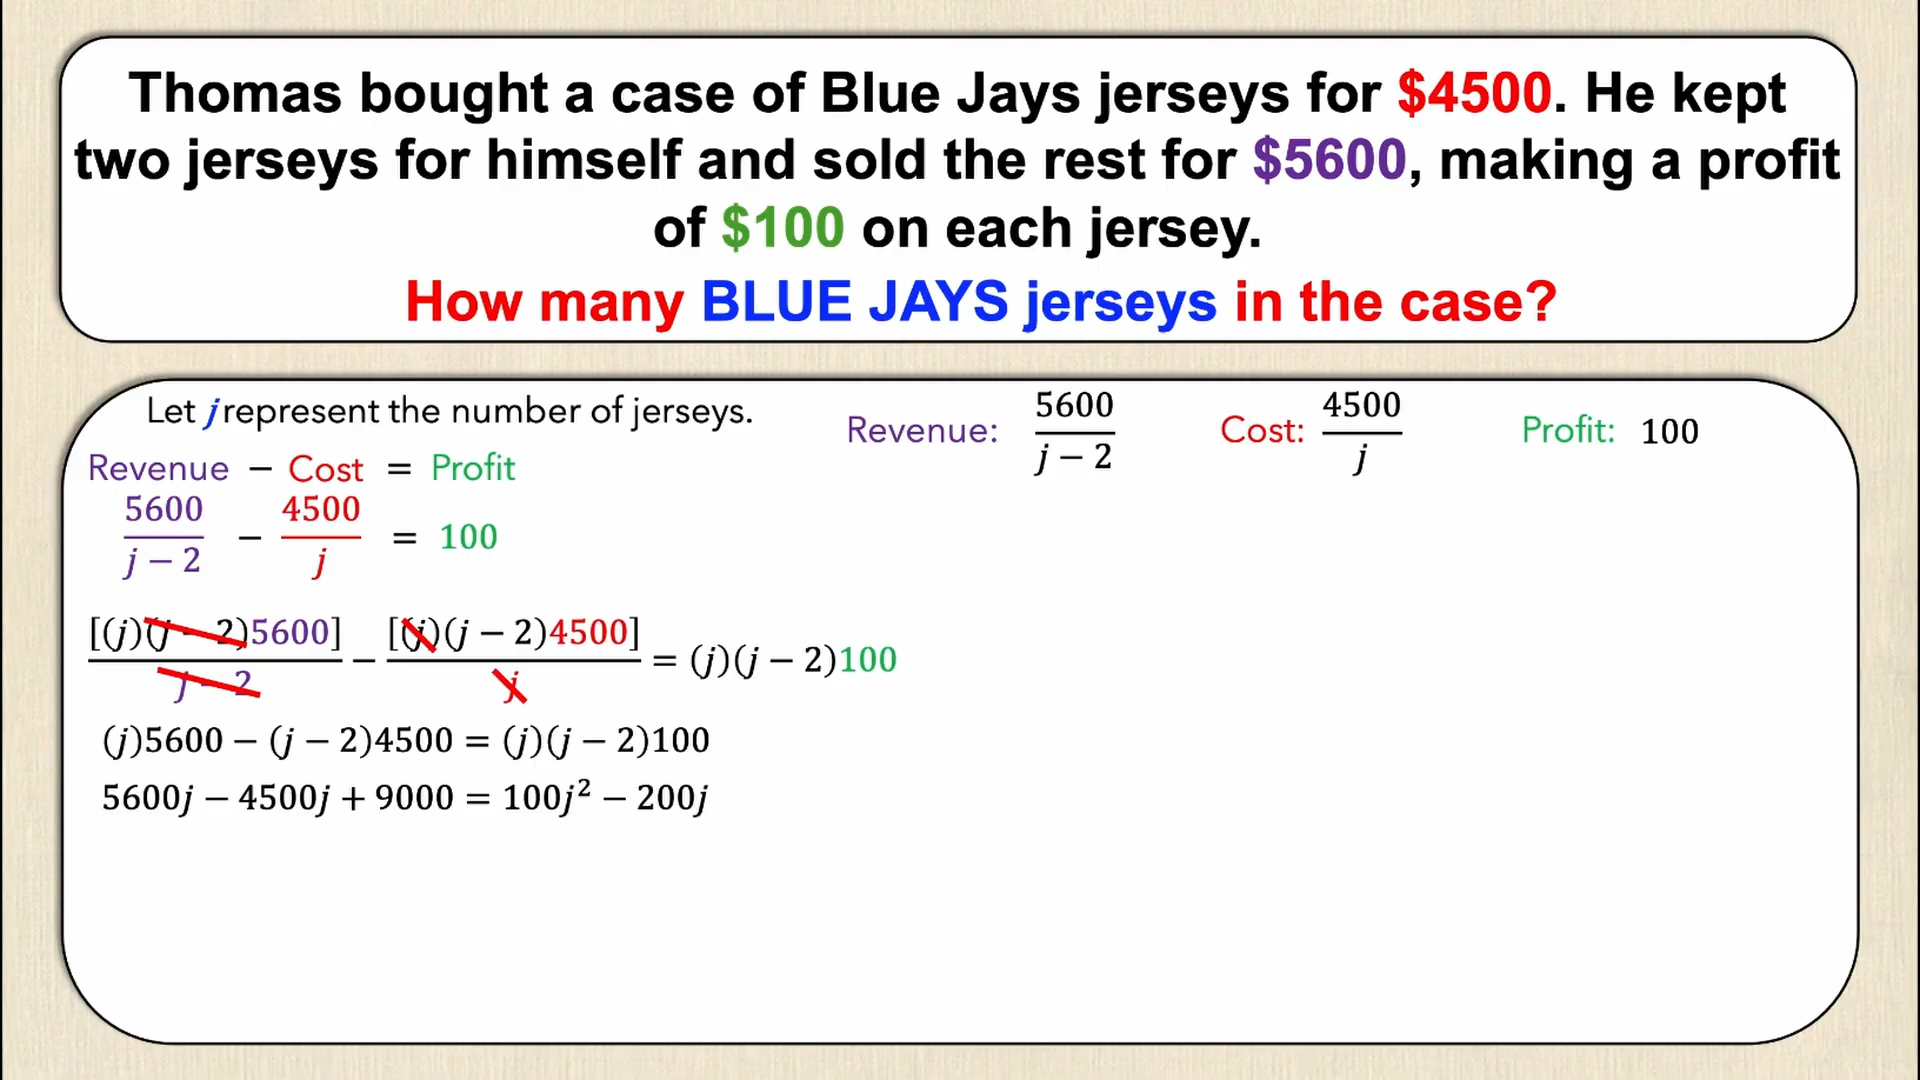 Thomas bought a case of Blue Jays jerseys for $4500. He kept
two jerseys for himself and sold the rest for $5600, making a profit
of $100 on each jersey.
How many BLUE JAYS jerseys in the case?
Let j represent the number of jerseys.
Revenue: 5600/(j − 2) Cost: 4500/j Profit: 100
Revenue − Cost = Profit
5600/(j − 2) − 4500/j = 100
[(j)(j − 2)5600]/(j − 2) − [(j)(j − 2)4500]/j = (j)(j − 2)100
(j)5600 − (j − 2)4500 = (j)(j − 2)100
5600j − 4500j + 9000 = 100j² − 200j